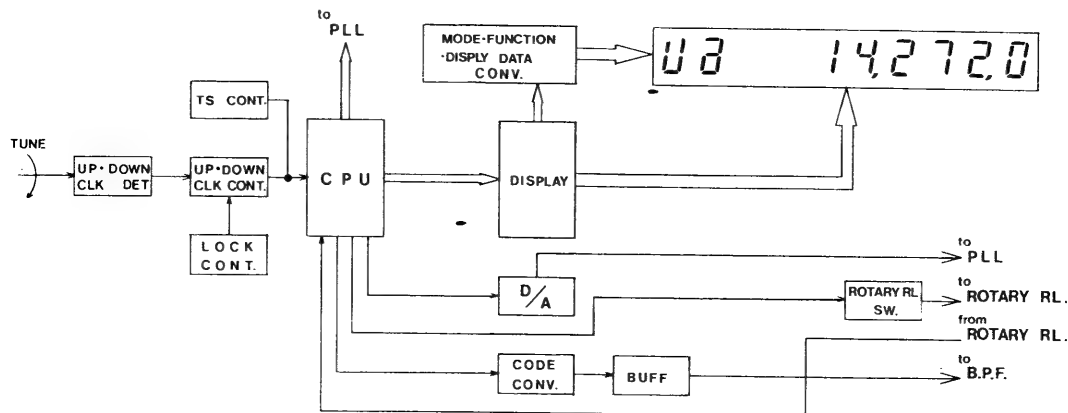 to
PLL
MODE·FUNCTION
·DISPLY DATA
CONV.
U8 14,272,0
TS CONT.
TUNE
UP·DOWN
CLK DET
UP·DOWN
CLK CONT.
CPU
DISPLAY
LOCK
CONT.
D/A
to
PLL
ROTARY RL
SW.
to
ROTARY RL.
from
ROTARY RL.
CODE
CONV.
BUFF
to
B.P.F.